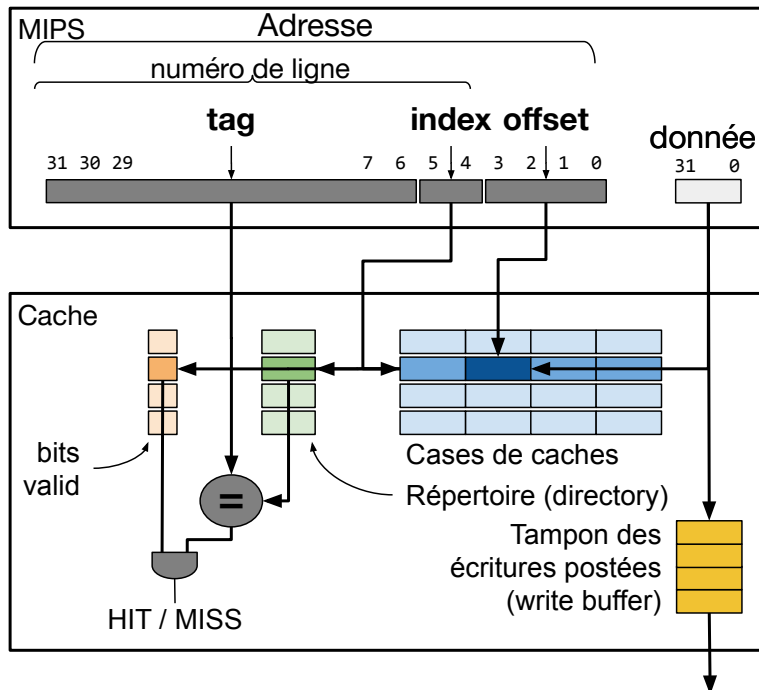 MIPS
Adresse
numéro de ligne
tag
index
offset
donnée
31 30 29 7 6 5 4 3 2 1 0
31 0
Cache
bits
valid
=
HIT / MISS
Cases de caches
Répertoire (directory)
Tampon des
écritures postées
(write buffer)